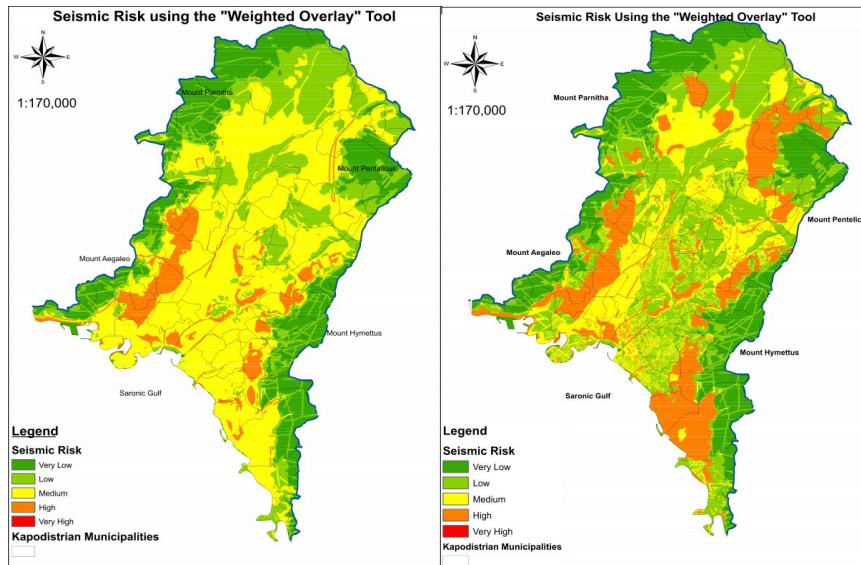 Seismic Risk using the "Weighted Overlay" Tool
N
W E
S
1:170,000
Mount Parnitha
Mount Pentelicus
Mount Aegaleo
Mount Hymettus
Saronic Gulf
Legend
Seismic Risk
Very Low
Low
Medium
High
Very High
Kapodistrian Municipalities
Seismic Risk Using the "Weighted Overlay" Tool
N
W E
S
1:170,000
Mount Parnitha
Mount Pentelic
Mount Aegaleo
Mount Hymettus
Saronic Gulf
Legend
Seismic Risk
Very Low
Low
Medium
High
Very High
Kapodistrian Municipalities